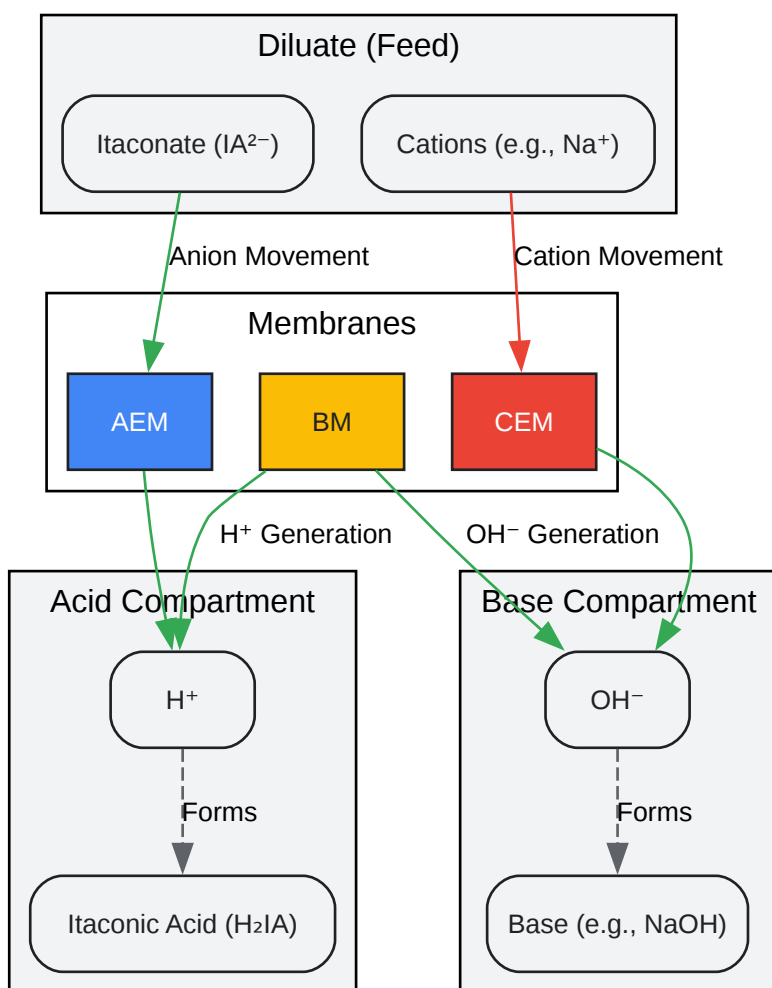 Diluate (Feed)
Itaconate (IA²⁻)
Cations (e.g., Na⁺)
Anion Movement
Cation Movement
Membranes
AEM
BM
CEM
H⁺ Generation
OH⁻ Generation
Acid Compartment
Base Compartment
H⁺
OH⁻
Forms
Forms
Itaconic Acid (H₂IA)
Base (e.g., NaOH)